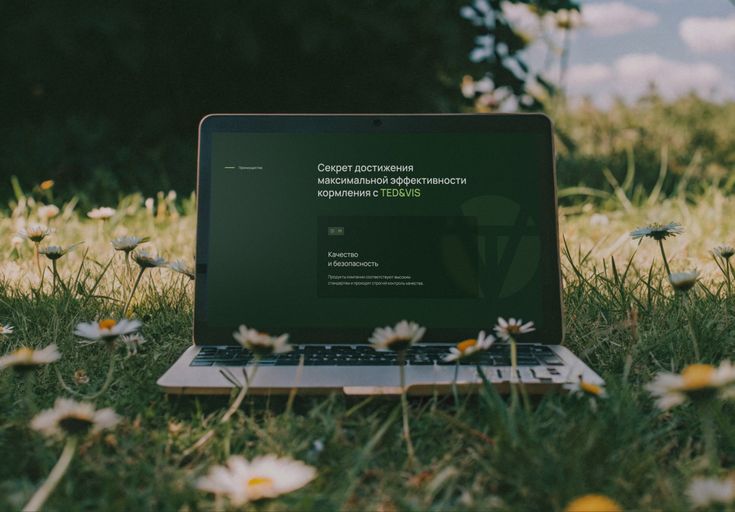 Преимущества
Секрет достижения
максимальной эффективности
кормления с TED&VIS
Качество
и безопасность
Продукты компании соответствуют высоким
стандартам и проходят строгий контроль качества.